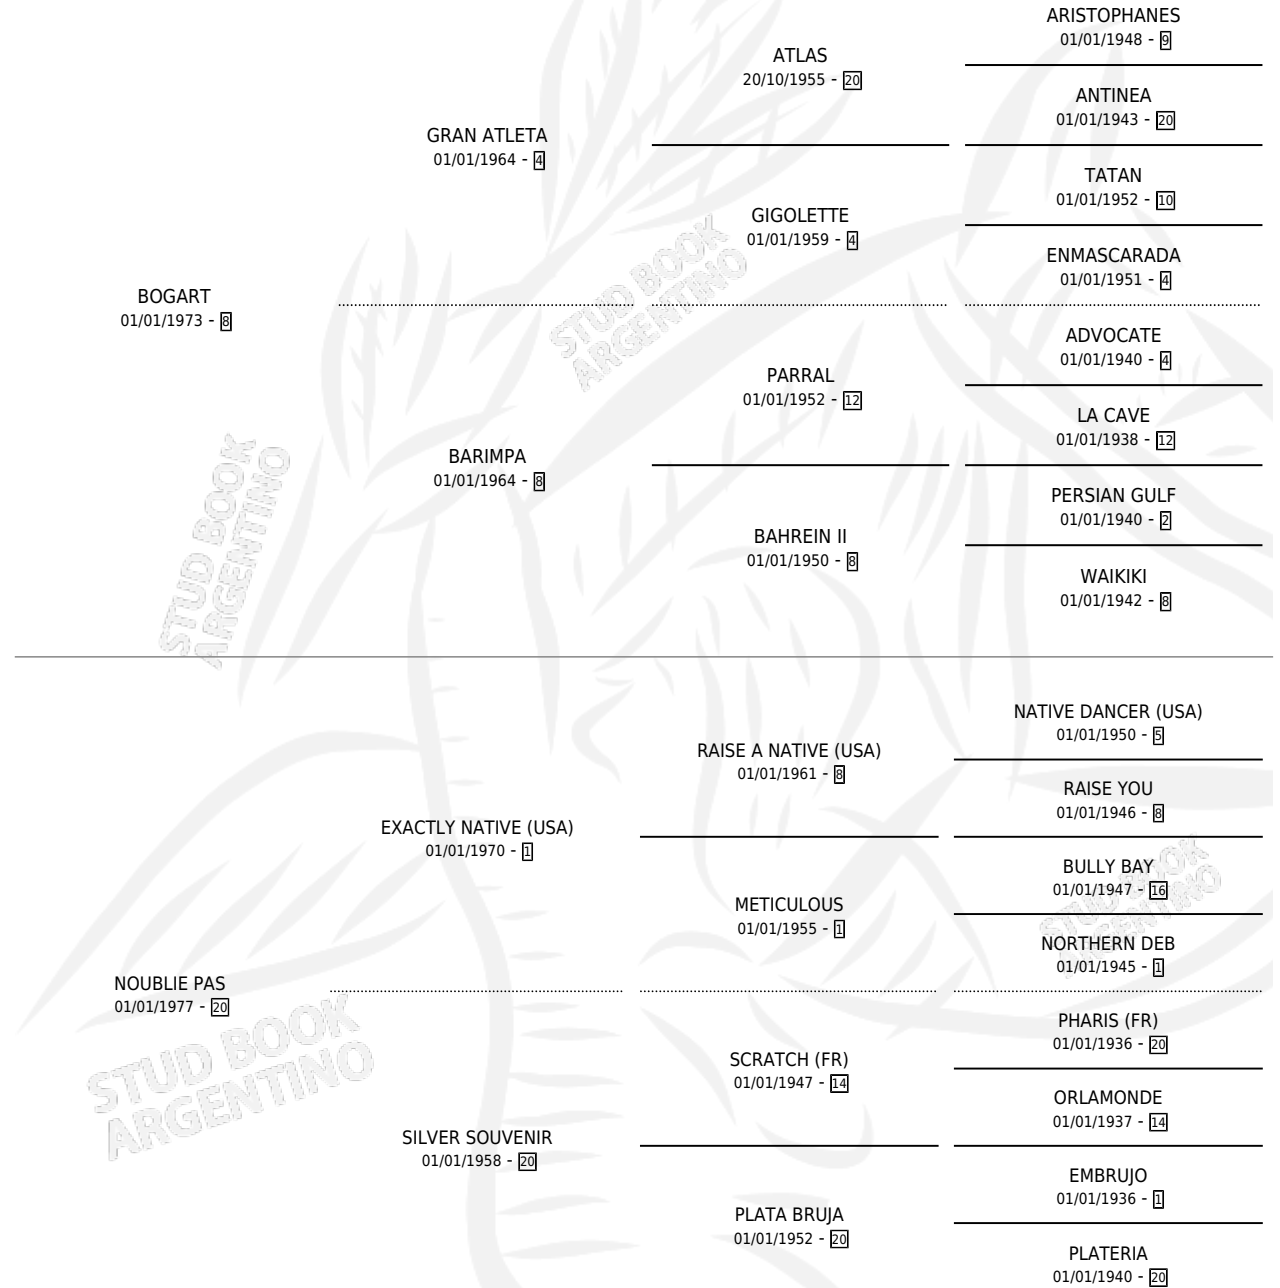 ARISTOPHANES
01/01/1948 - 9
ATLAS
20/10/1955 - 20
ANTINEA
01/01/1943 - 20
GRAN ATLETA
01/01/1964 - 4
TATAN
01/01/1952 - 10
GIGOLETTE
01/01/1959 - 4
ENMASCARADA
01/01/1951 - 4
BOGART
01/01/1973 - 8
STUD BOOK
ARGENTINO
ADVOCATE
01/01/1940 - 4
PARRAL
01/01/1952 - 12
LA CAVE
01/01/1938 - 12
BARIMPA
01/01/1964 - 8
PERSIAN GULF
01/01/1940 - 2
BAHREIN II
01/01/1950 - 8
WAIKIKI
01/01/1942 - 8
STUD BOOK
ARGENTINO
NATIVE DANCER (USA)
01/01/1950 - 5
RAISE A NATIVE (USA)
01/01/1961 - 8
RAISE YOU
01/01/1946 - 8
EXACTLY NATIVE (USA)
01/01/1970 - 1
BULLY BAY
01/01/1947 - 16
METICULOUS
01/01/1955 - 1
NORTHERN DEB
01/01/1945 - 1
STUD BOOK
ARGENTINO
NOUBLIE PAS
01/01/1977 - 20
PHARIS (FR)
01/01/1936 - 20
SCRATCH (FR)
01/01/1947 - 14
ORLAMONDE
01/01/1937 - 14
STUD BOOK
ARGENTINO
SILVER SOUVENIR
01/01/1958 - 20
EMBRUJO
01/01/1936 - 1
PLATA BRUJA
01/01/1952 - 20
PLATERIA
01/01/1940 - 20